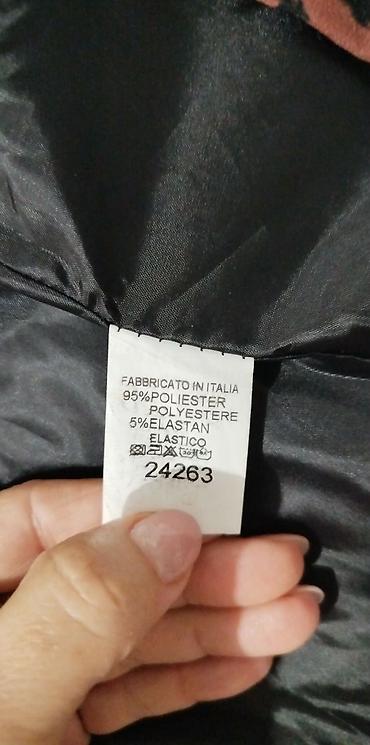 FABBRICATO IN ITALIA
95%POLIESTER
POLYESTERE
5%ELASTAN
ELASTICO
24263